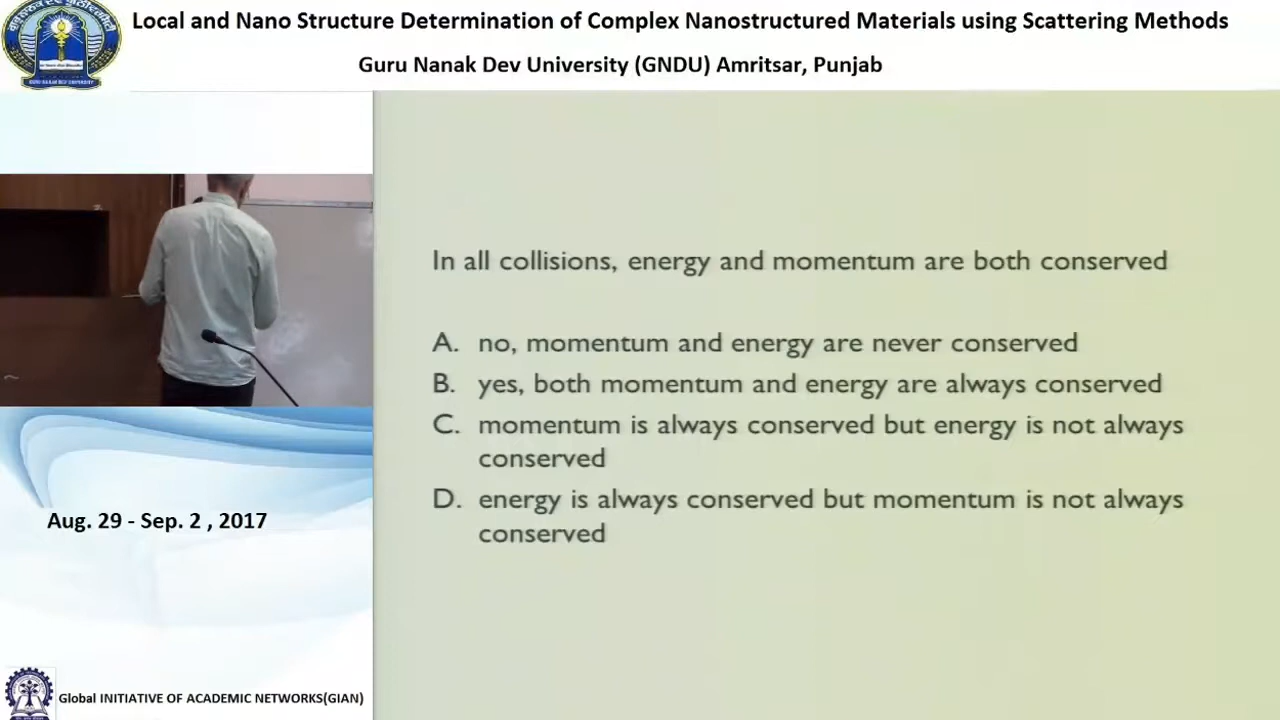 Local and Nano Structure Determination of Complex Nanostructured Materials using Scattering Methods
Guru Nanak Dev University (GNDU) Amritsar, Punjab
In all collisions, energy and momentum are both conserved
A. no, momentum and energy are never conserved
B. yes, both momentum and energy are always conserved
C. momentum is always conserved but energy is not always
conserved
D. energy is always conserved but momentum is not always
conserved
Aug. 29 - Sep. 2 , 2017
Global INITIATIVE OF ACADEMIC NETWORKS(GIAN)